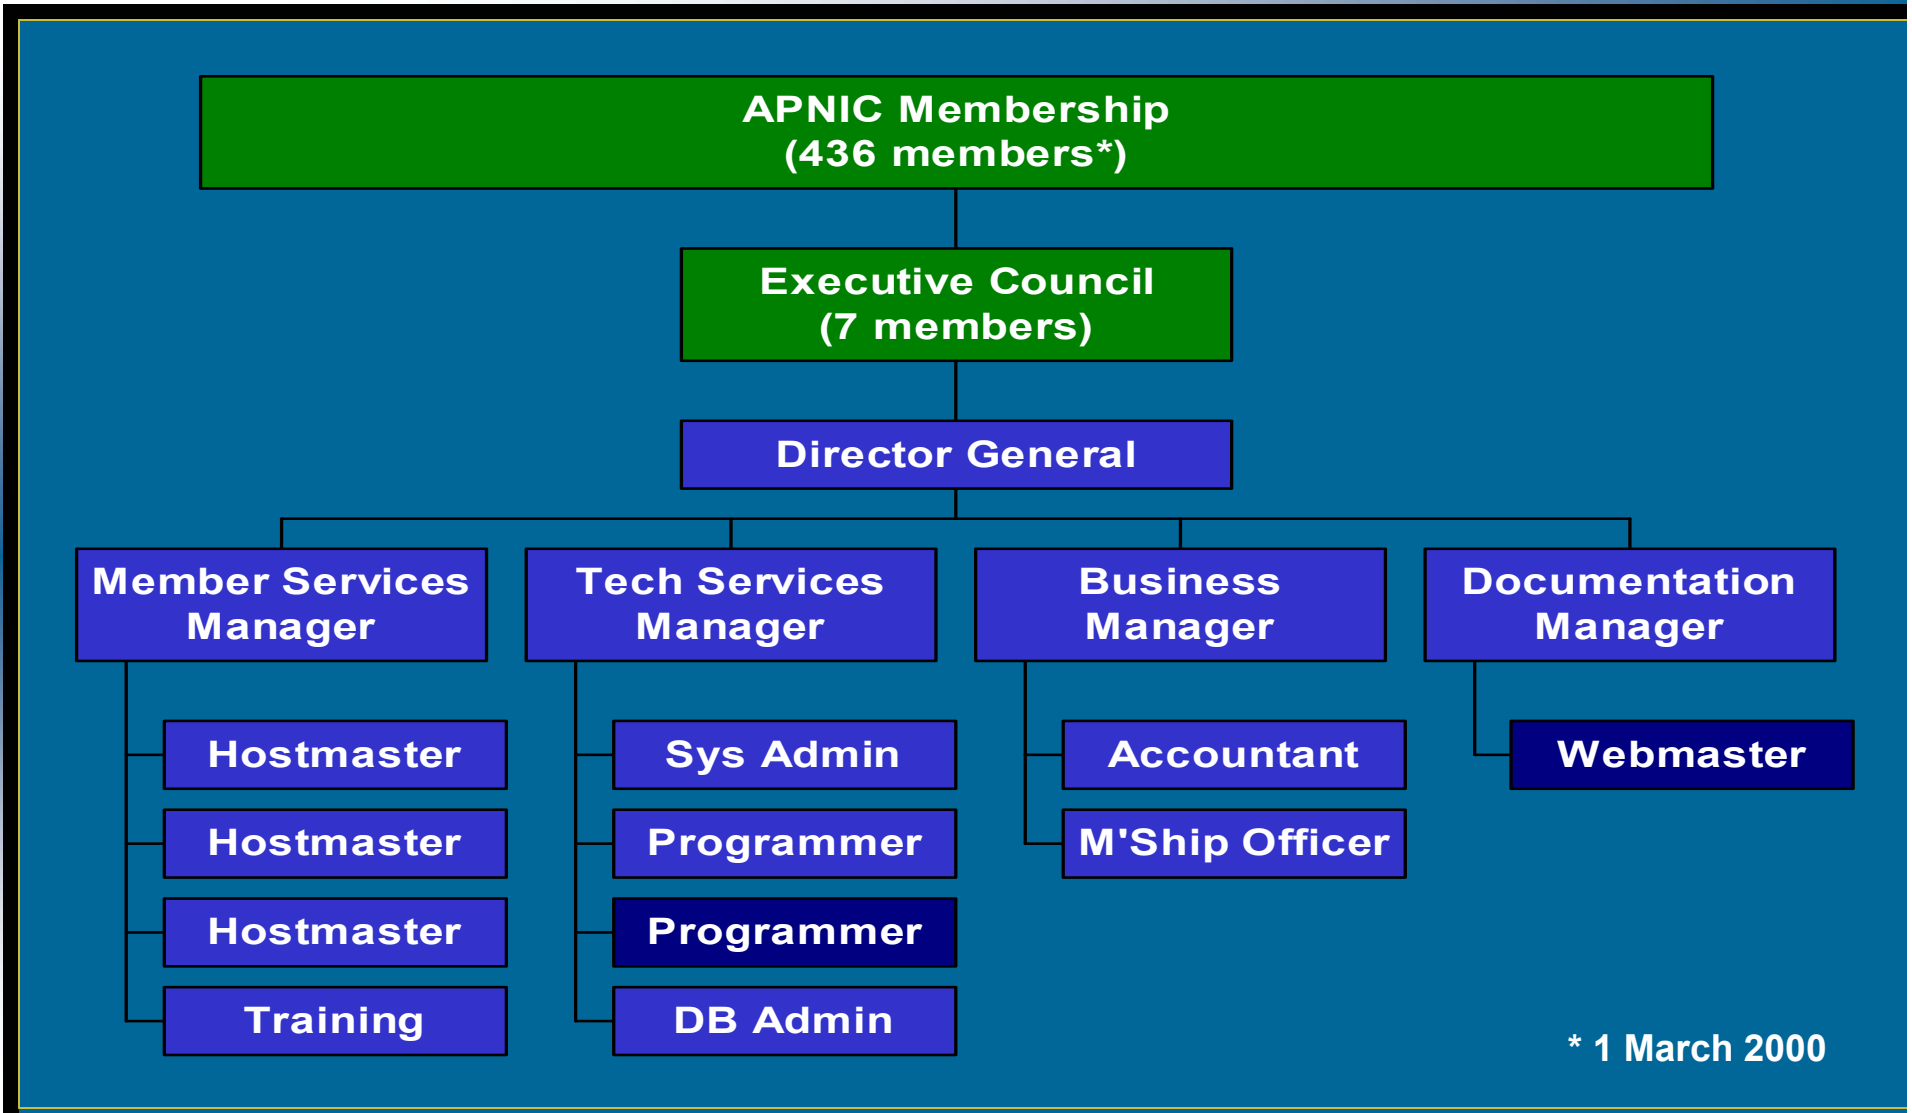 APNIC Membership
(436 members*)
Executive Council
(7 members)
Director General
Member Services
Manager
Tech Services
Manager
Business
Manager
Documentation
Manager
Hostmaster
Hostmaster
Hostmaster
Training
Sys Admin
Programmer
Programmer
DB Admin
Accountant
M'Ship Officer
Webmaster
* 1 March 2000